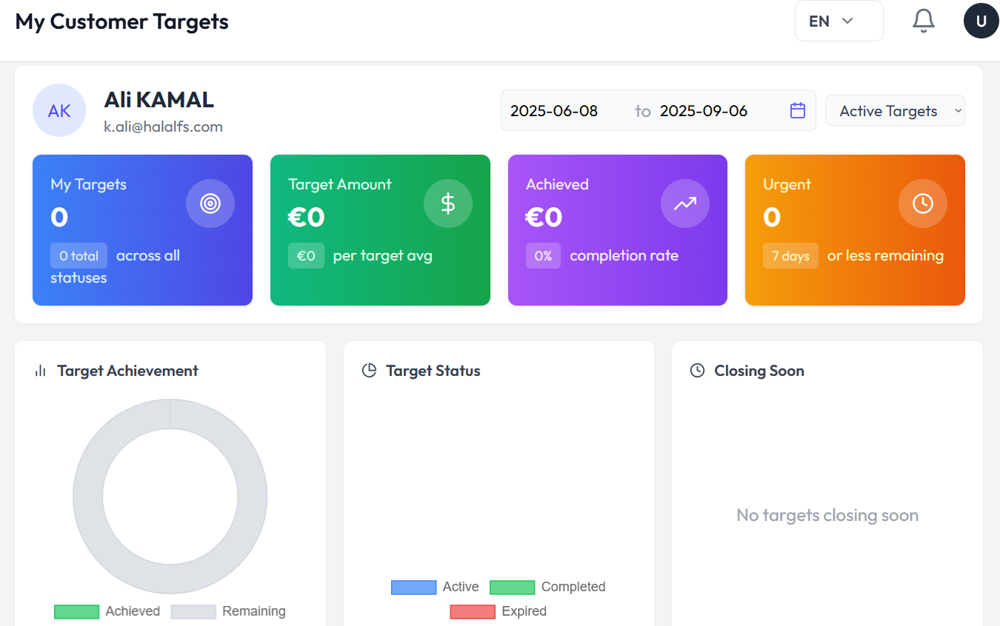 My Customer Targets
EN
U
AK
Ali KAMAL
k.ali@halalfs.com
2025-06-08 to 2025-09-06
Active Targets
My Targets
0
0 total across all
statuses
Target Amount
€0
€0 per target avg
Achieved
€0
0% completion rate
Urgent
0
7 days or less remaining
Target Achievement
Achieved Remaining
Target Status
Active Completed
Expired
Closing Soon
No targets closing soon